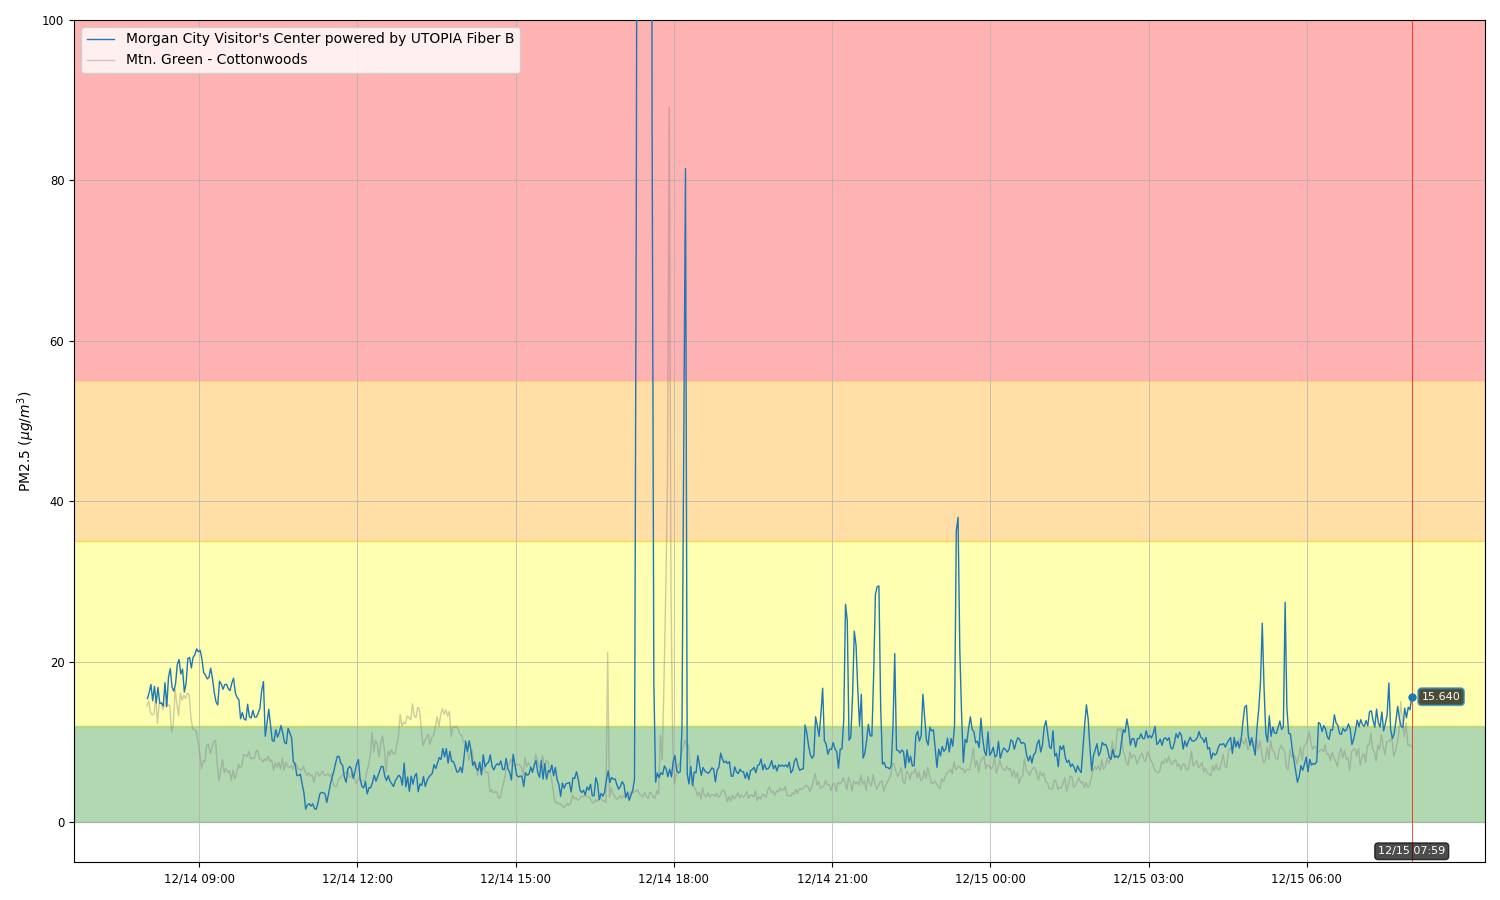 100
Morgan City Visitor's Center powered by UTOPIA Fiber B
Mtn. Green - Cottonwoods
80
60
PM2.5 (μg/m³)
40
20
15.640
0
12/15 07:59
12/14 09:00 12/14 12:00 12/14 15:00 12/14 18:00 12/14 21:00 12/15 00:00 12/15 03:00 12/15 06:00